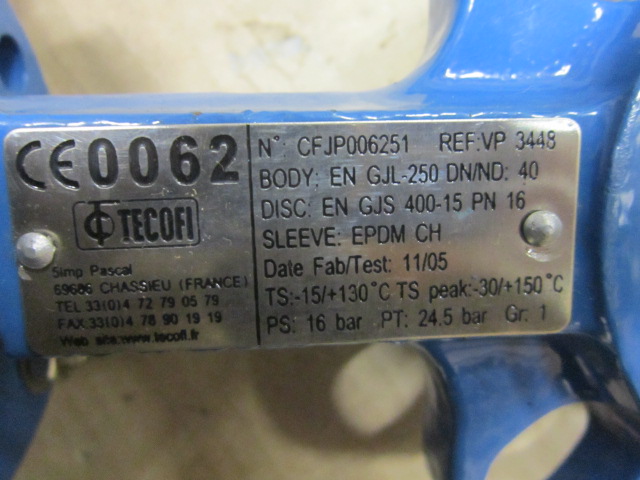 CE0062
TECOFI
5imp Pascal
69686 CHASSIEU (FRANCE)
TEL 33(0)4 72 79 05 79
FAX 33(0)4 78 90 19 19
Web site:www.tecofi.fr
N° CFJP006251 REF:VP 3448
BODY: EN GJL-250 DN/ND: 40
DISC: EN GJS 400-15 PN 16
SLEEVE: EPDM CH
Date Fab/Test: 11/05
TS:-15/+130°C TS peak:-30/+150°C
PS: 16 bar PT: 24.5 bar Gr: 1